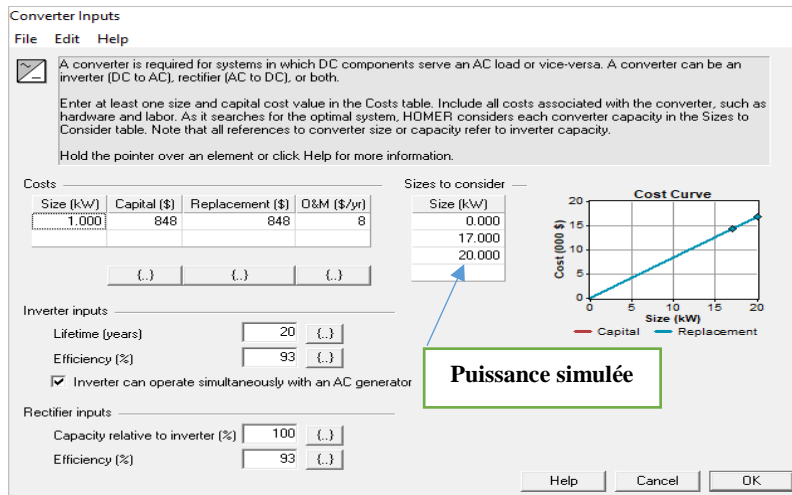 Converter Inputs
File Edit Help
A converter is required for systems in which DC components serve an AC load or vice-versa. A converter can be an
inverter (DC to AC), rectifier (AC to DC), or both.
Enter at least one size and capital cost value in the Costs table. Include all costs associated with the converter, such as
hardware and labor. As it searches for the optimal system, HOMER considers each converter capacity in the Sizes to
Consider table. Note that all references to converter size or capacity refer to inverter capacity.
Hold the pointer over an element or click Help for more information.
Costs
Size (kW) Capital ($) Replacement ($) O&M ($/yr)
1.000 848 848 8
{..} {..} {..}
Sizes to consider
Size (kW)
0.000
17.000
20.000
Cost Curve
Cost (000 $)
20
15
10
5
0
0 5 10 15 20
Size (kW)
Capital Replacement
Puissance simulée
Inverter inputs
Lifetime (years) 20 {..}
Efficiency (%) 93 {..}
Inverter can operate simultaneously with an AC generator
Rectifier inputs
Capacity relative to inverter (%) 100 {..}
Efficiency (%) 93 {..}
Help Cancel OK